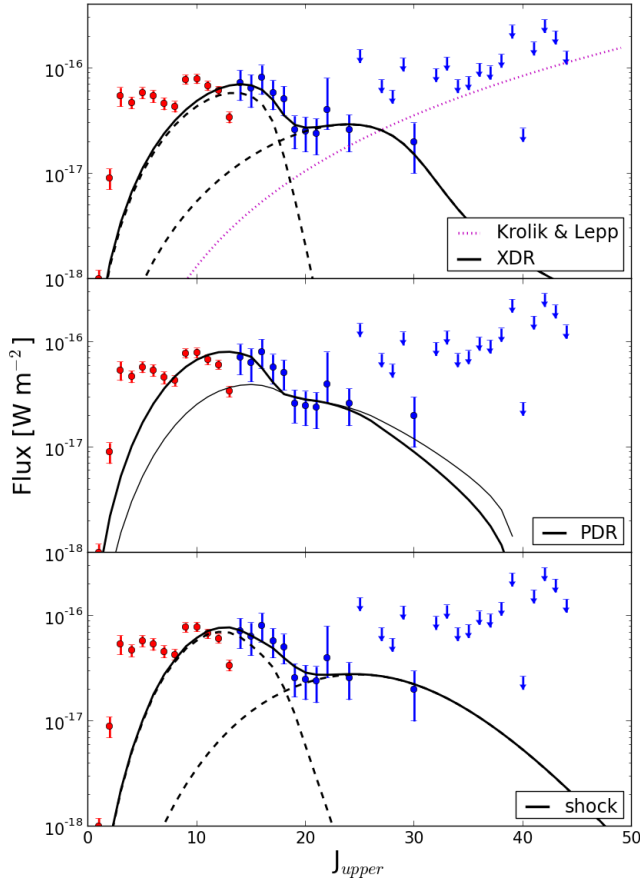 10⁻¹⁶
10⁻¹⁷
10⁻¹⁸
Krolik & Lepp
XDR
10⁻¹⁶
10⁻¹⁷
10⁻¹⁸
PDR
Flux [W m⁻²]
10⁻¹⁶
10⁻¹⁷
10⁻¹⁸
shock
0 10 20 30 40 50
J_upper